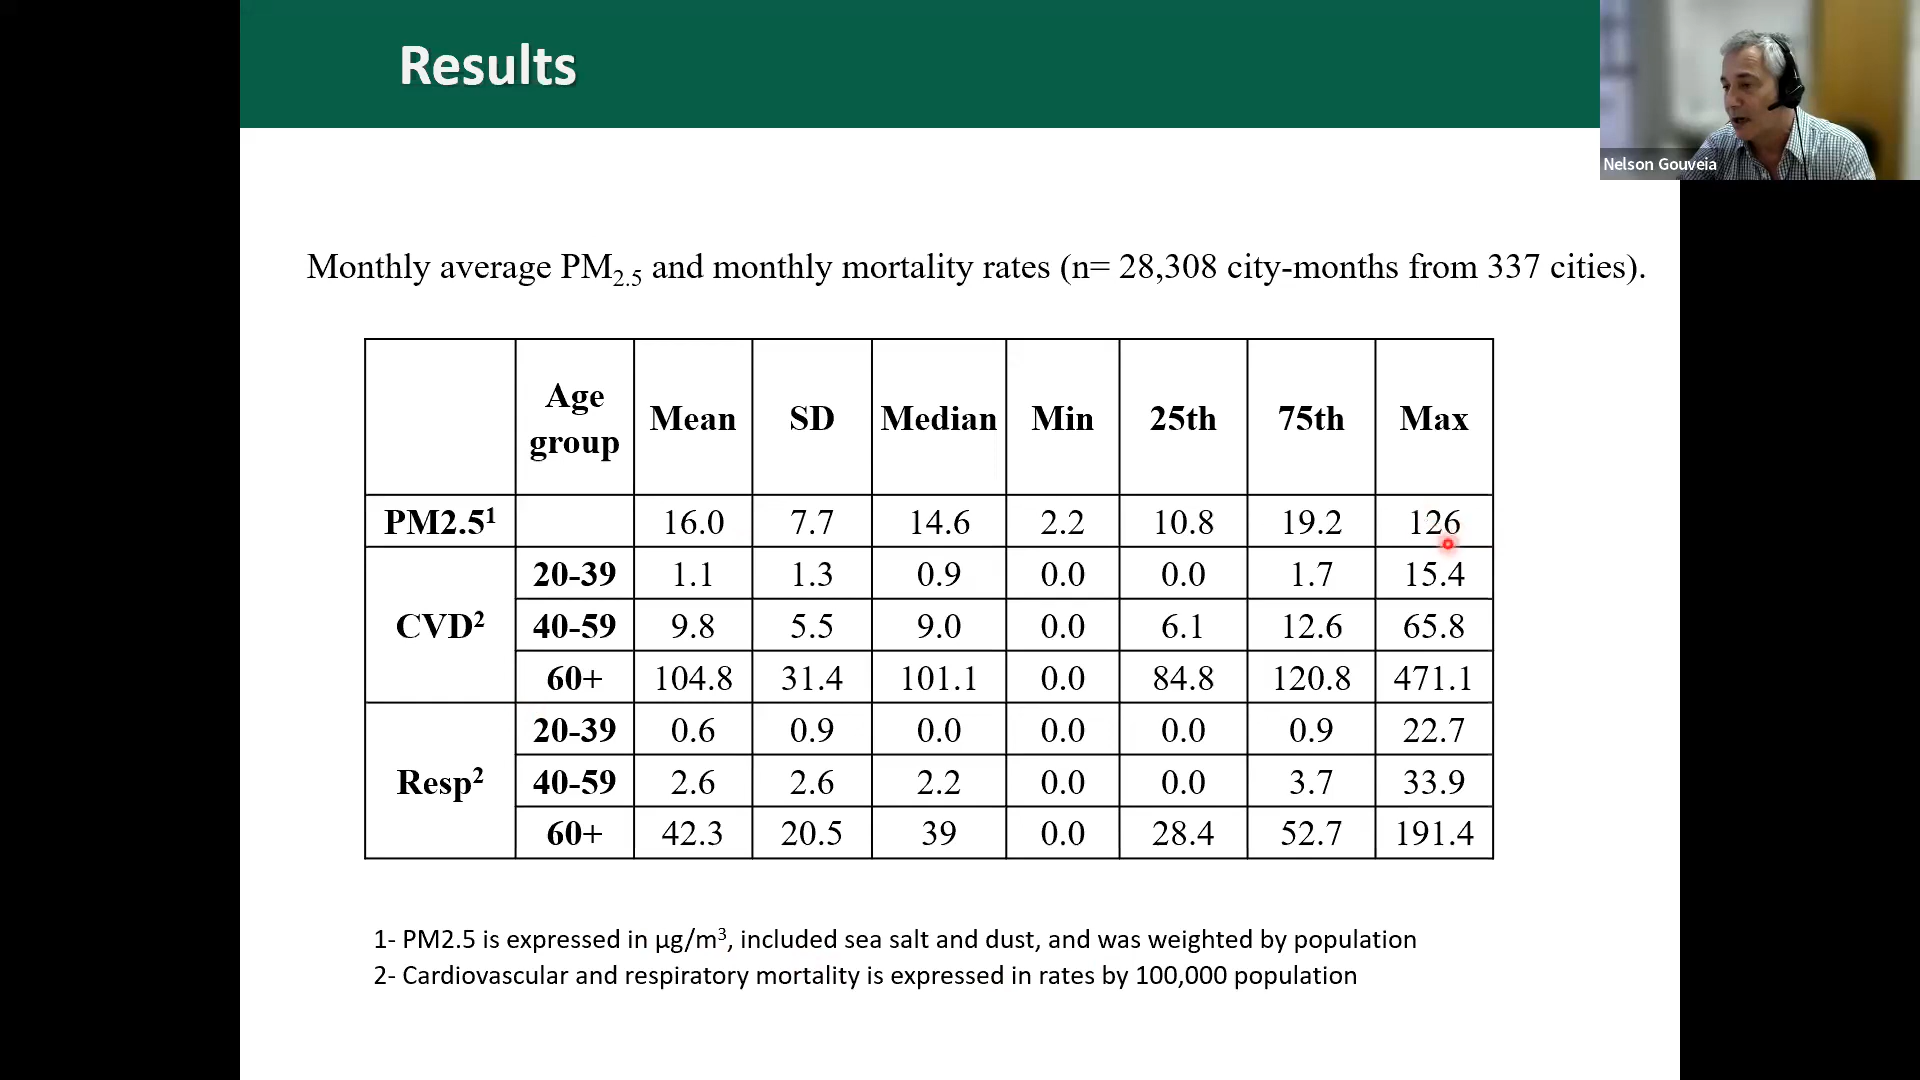 Results
Nelson Gouveia
Monthly average PM2.5 and monthly mortality rates (n= 28,308 city-months from 337 cities).
Age group Mean SD Median Min 25th 75th Max
PM2.5¹ 16.0 7.7 14.6 2.2 10.8 19.2 126
CVD² 20-39 1.1 1.3 0.9 0.0 0.0 1.7 15.4
40-59 9.8 5.5 9.0 0.0 6.1 12.6 65.8
60+ 104.8 31.4 101.1 0.0 84.8 120.8 471.1
Resp² 20-39 0.6 0.9 0.0 0.0 0.0 0.9 22.7
40-59 2.6 2.6 2.2 0.0 0.0 3.7 33.9
60+ 42.3 20.5 39 0.0 28.4 52.7 191.4
1- PM2.5 is expressed in µg/m³, included sea salt and dust, and was weighted by population
2- Cardiovascular and respiratory mortality is expressed in rates by 100,000 population